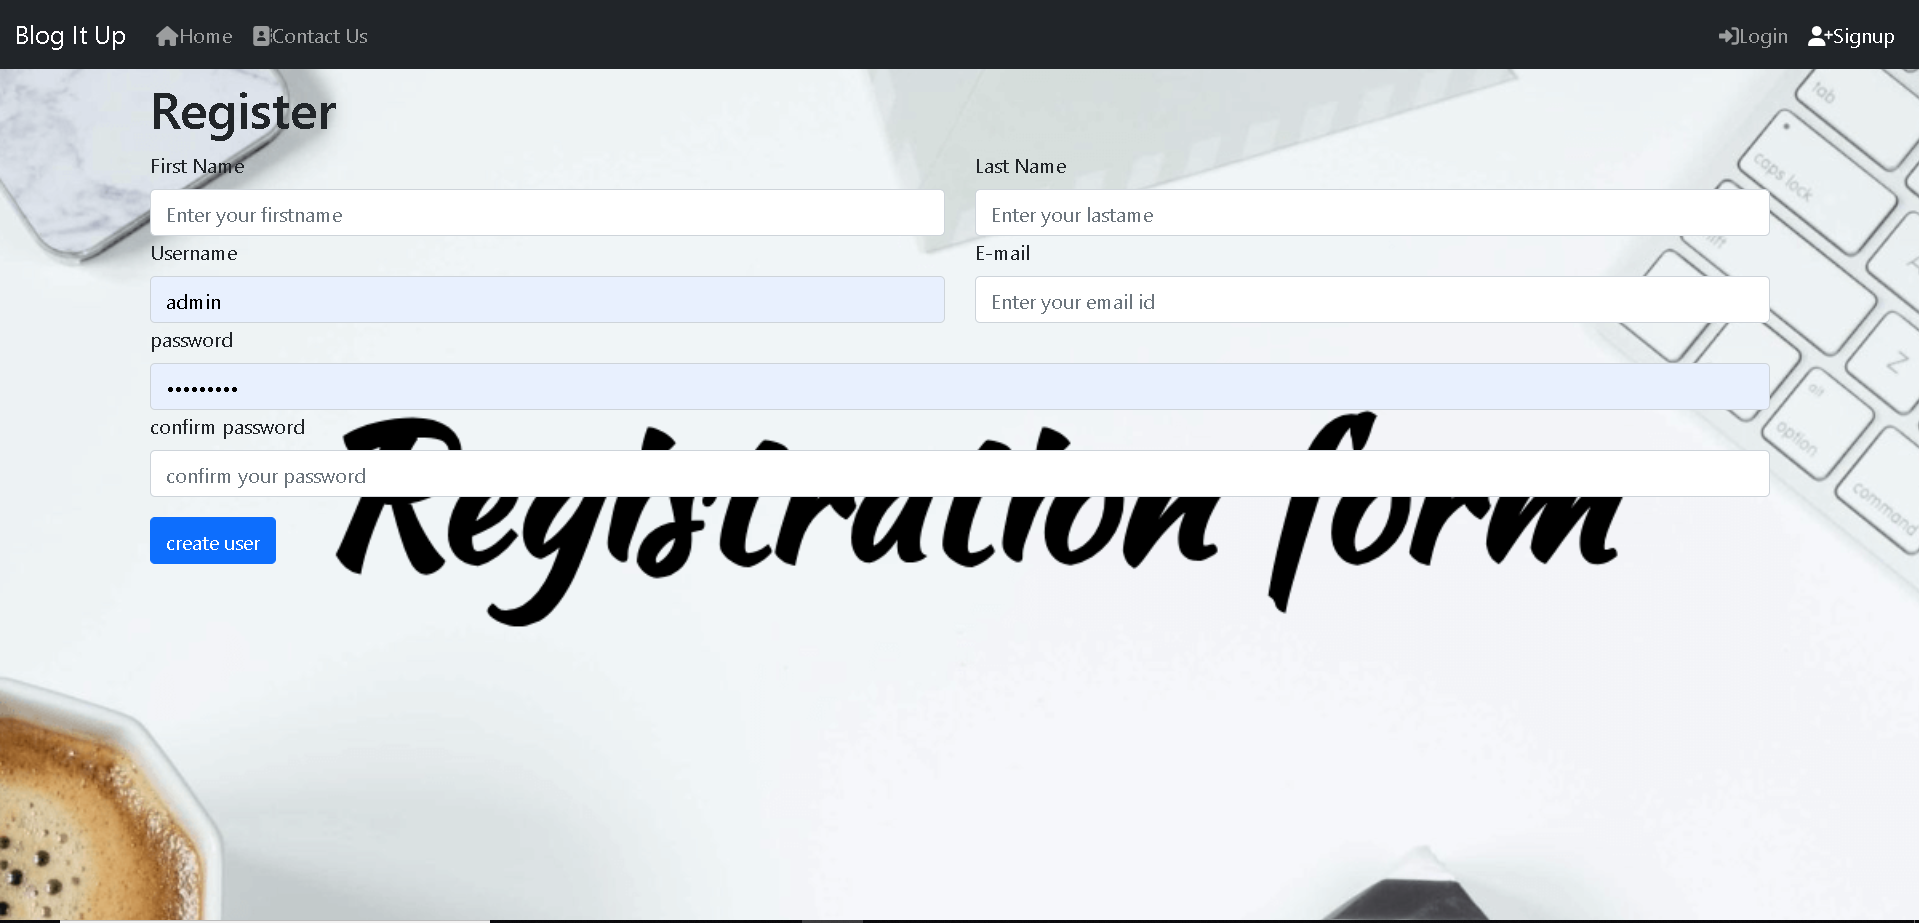 Blog It Up Home Contact Us Login Signup
Register
First Name Last Name
Enter your firstname Enter your lastame
Username E-mail
admin Enter your email id
password
•••••••••
confirm password
confirm your password
Registration form
create user
tab
caps lock
Z
alt
option
command